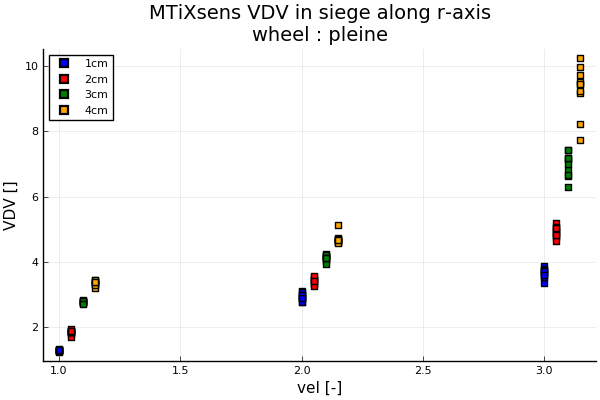 MTiXsens VDV in siege along r-axis
wheel : pleine
1cm
2cm
3cm
4cm
VDV []
10
8
6
4
2
1.0
1.5
2.0
2.5
3.0
vel [-]